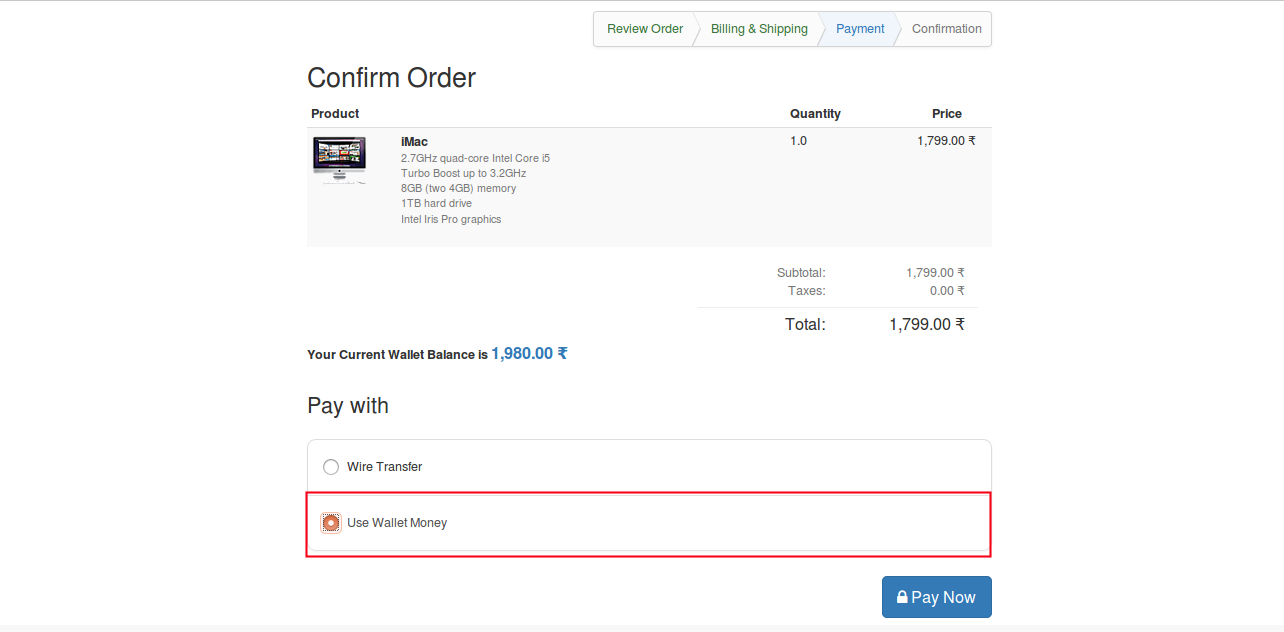 Review Order Billing & Shipping Payment Confirmation
Confirm Order
Product Quantity Price
iMac 1.0 1,799.00 ₹
2.7GHz quad-core Intel Core i5
Turbo Boost up to 3.2GHz
8GB (two 4GB) memory
1TB hard drive
Intel Iris Pro graphics
Subtotal: 1,799.00 ₹
Taxes: 0.00 ₹
Total: 1,799.00 ₹
Your Current Wallet Balance is 1,980.00 ₹
Pay with
Wire Transfer
Use Wallet Money
Pay Now